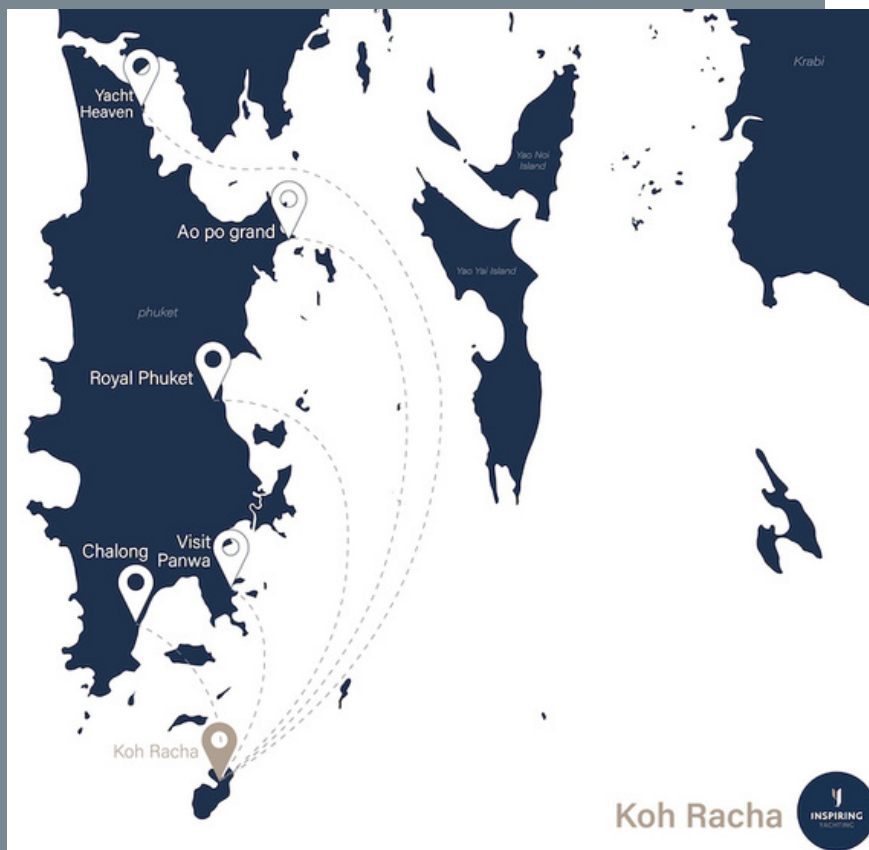 Krabi
Yacht
Heaven
Yao Noi
Island
Ao po grand
Yao Yai Island
phuket
Royal Phuket
Visit
Panwa
Chalong
Koh Racha
Koh Racha
INSPIRING
YACHTING